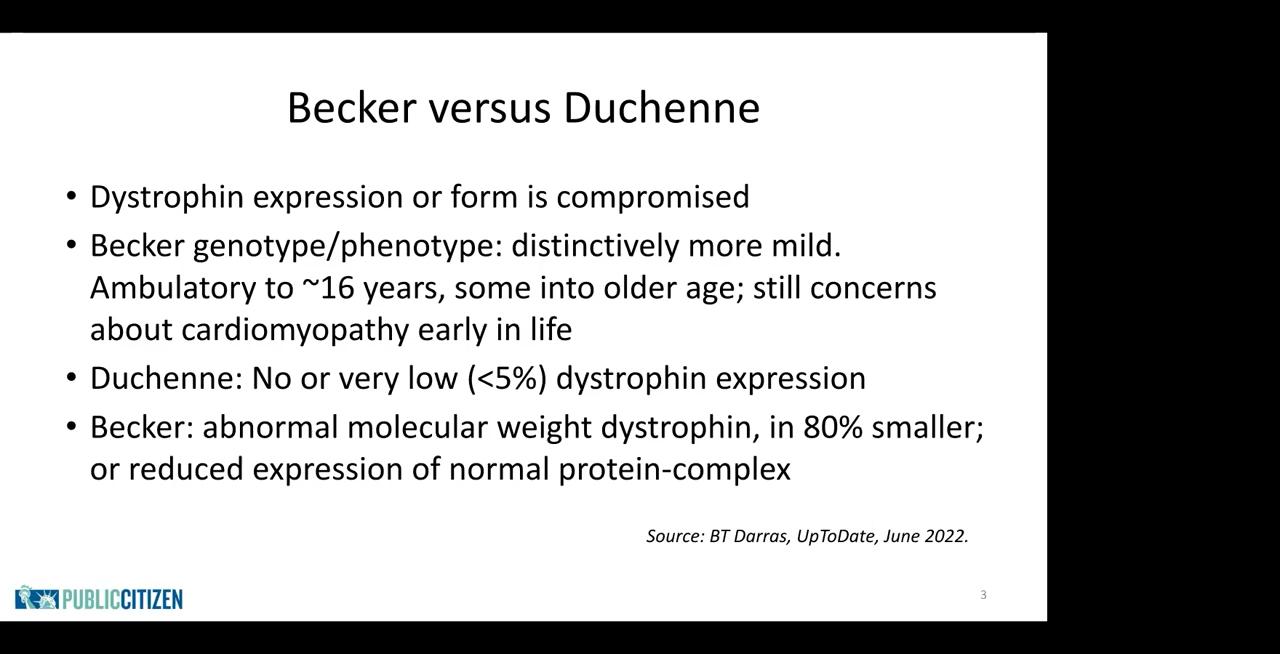 Becker versus Duchenne
• Dystrophin expression or form is compromised
• Becker genotype/phenotype: distinctively more mild.
Ambulatory to ~16 years, some into older age; still concerns
about cardiomyopathy early in life
• Duchenne: No or very low (<5%) dystrophin expression
• Becker: abnormal molecular weight dystrophin, in 80% smaller;
or reduced expression of normal protein-complex
Source: BT Darras, UpToDate, June 2022.
PUBLICCITIZEN
3